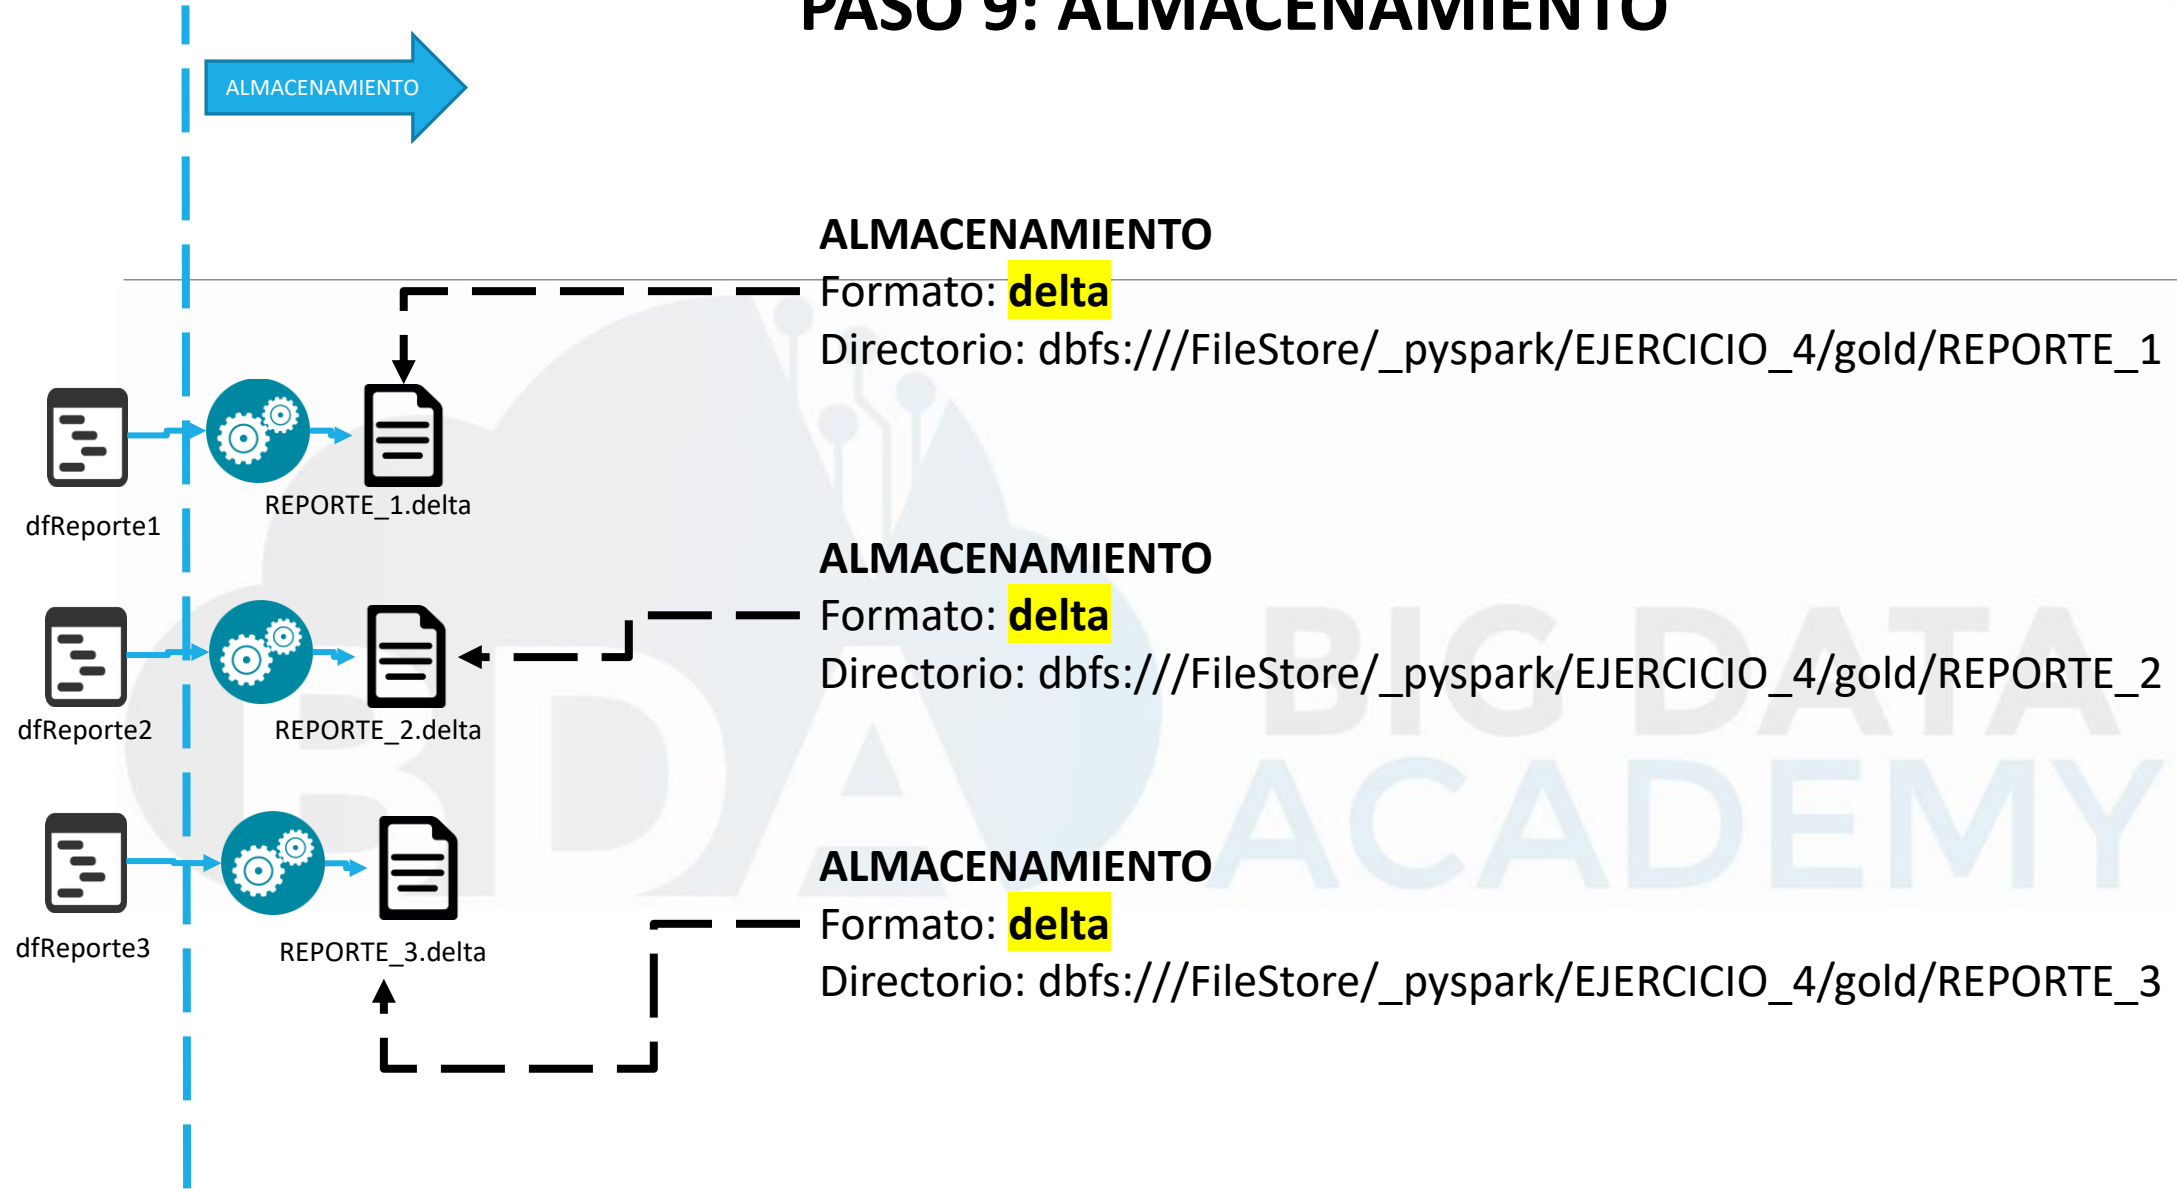 PASO 9: ALMACENAMIENTO
ALMACENAMIENTO
ALMACENAMIENTO
Formato: delta
Directorio: dbfs:///FileStore/_pyspark/EJERCICIO_4/gold/REPORTE_1
dfReporte1
REPORTE_1.delta
ALMACENAMIENTO
Formato: delta
Directorio: dbfs:///FileStore/_pyspark/EJERCICIO_4/gold/REPORTE_2
dfReporte2
REPORTE_2.delta
ALMACENAMIENTO
Formato: delta
Directorio: dbfs:///FileStore/_pyspark/EJERCICIO_4/gold/REPORTE_3
dfReporte3
REPORTE_3.delta
BDA
BIG DATA
ACADEMY